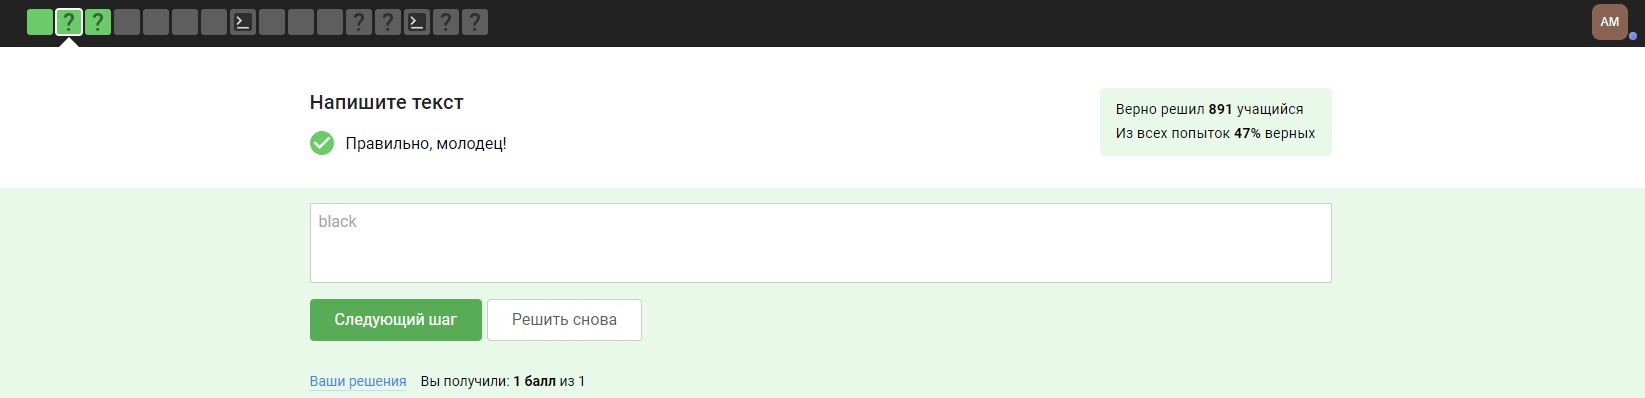 ? ? ? ? ? ?
AM
Напишите текст
Правильно, молодец!
Верно решил 891 учащийся
Из всех попыток 47% верных
black
Следующий шаг Решить снова
Ваши решения Вы получили: 1 балл из 1